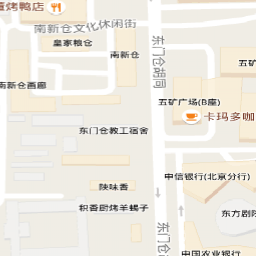 烤鸭店
南新仓文化休闲街
皇家粮仓
南新仓
东门仓胡同
五矿
南新仓画廊
五矿广场(B座)
卡玛多咖
东门仓教工宿舍
中信银行(北京分行)
陕味香
积香厨烤羊蝎子
东方剧院
东门仓
中国农业银行